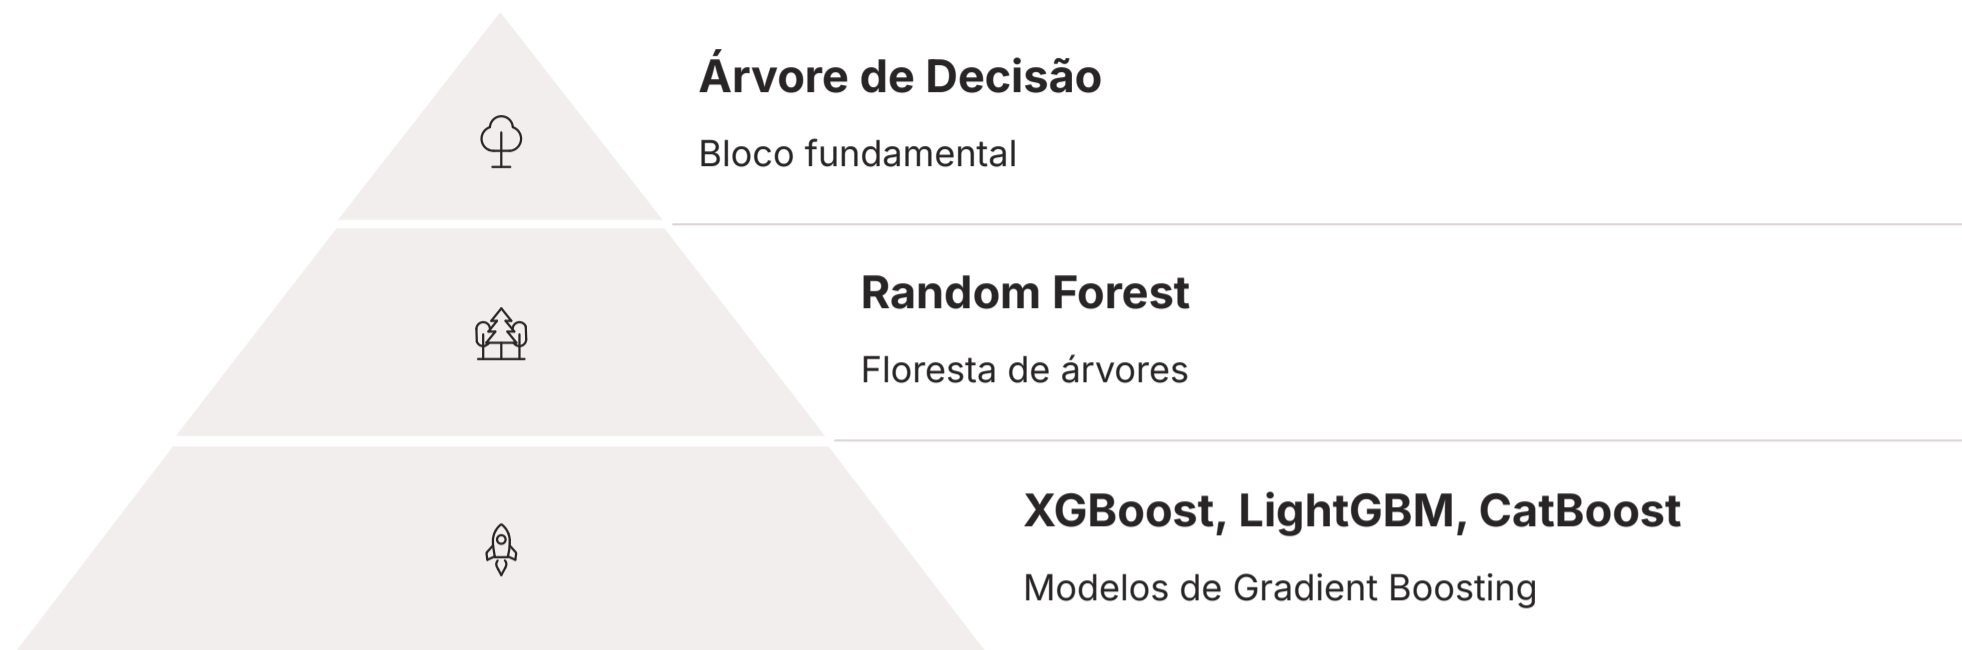 Árvore de Decisão
Bloco fundamental
Random Forest
Floresta de árvores
XGBoost, LightGBM, CatBoost
Modelos de Gradient Boosting